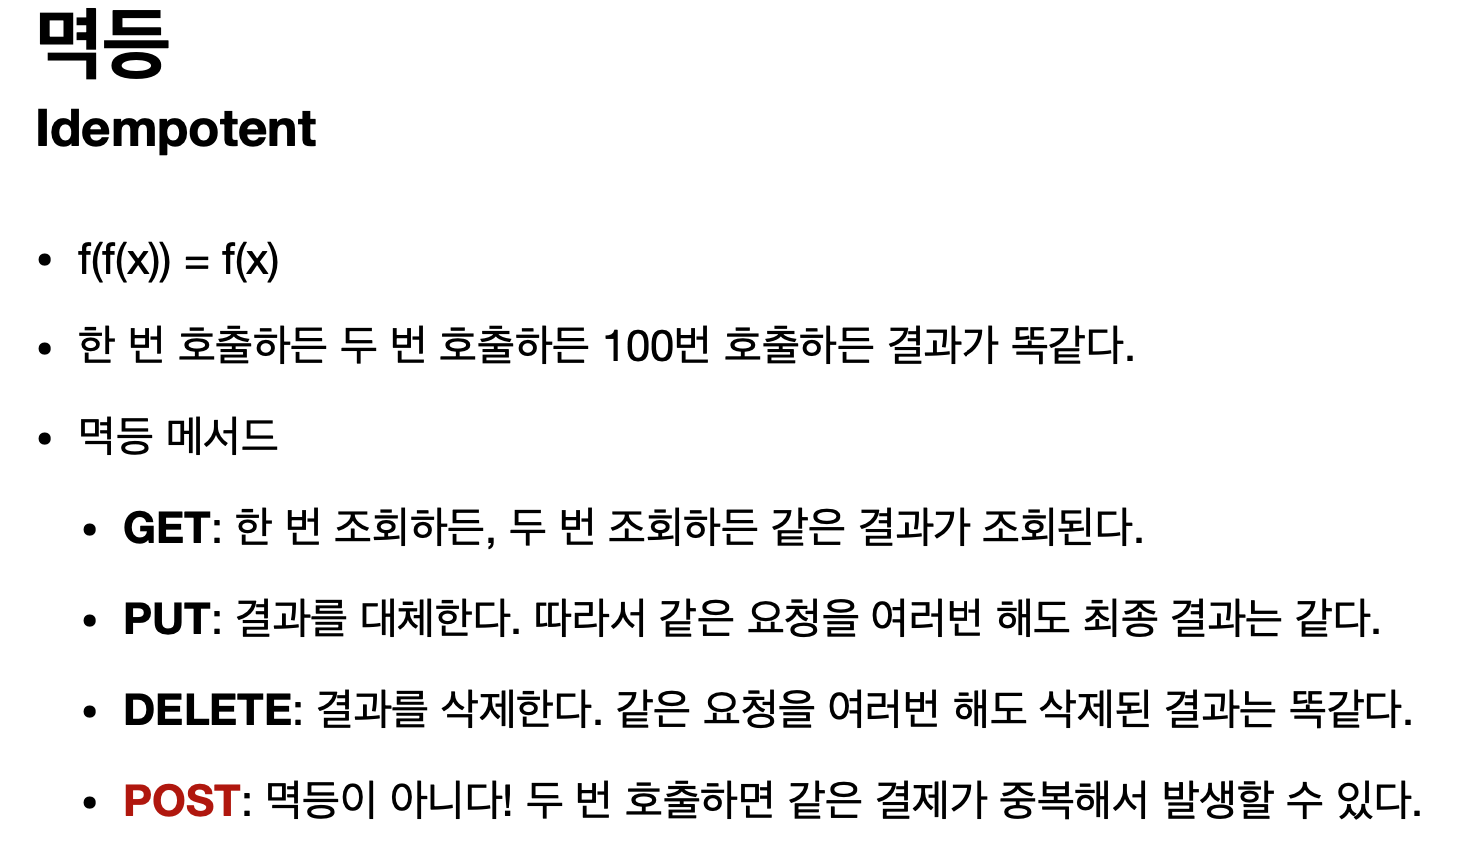 멱등
Idempotent
• f(f(x)) = f(x)
• 한 번 호출하든 두 번 호출하든 100번 호출하든 결과가 똑같다.
• 멱등 메서드
• GET: 한 번 조회하든, 두 번 조회하든 같은 결과가 조회된다.
• PUT: 결과를 대체한다. 따라서 같은 요청을 여러번 해도 최종 결과는 같다.
• DELETE: 결과를 삭제한다. 같은 요청을 여러번 해도 삭제된 결과는 똑같다.
• POST: 멱등이 아니다! 두 번 호출하면 같은 결제가 중복해서 발생할 수 있다.